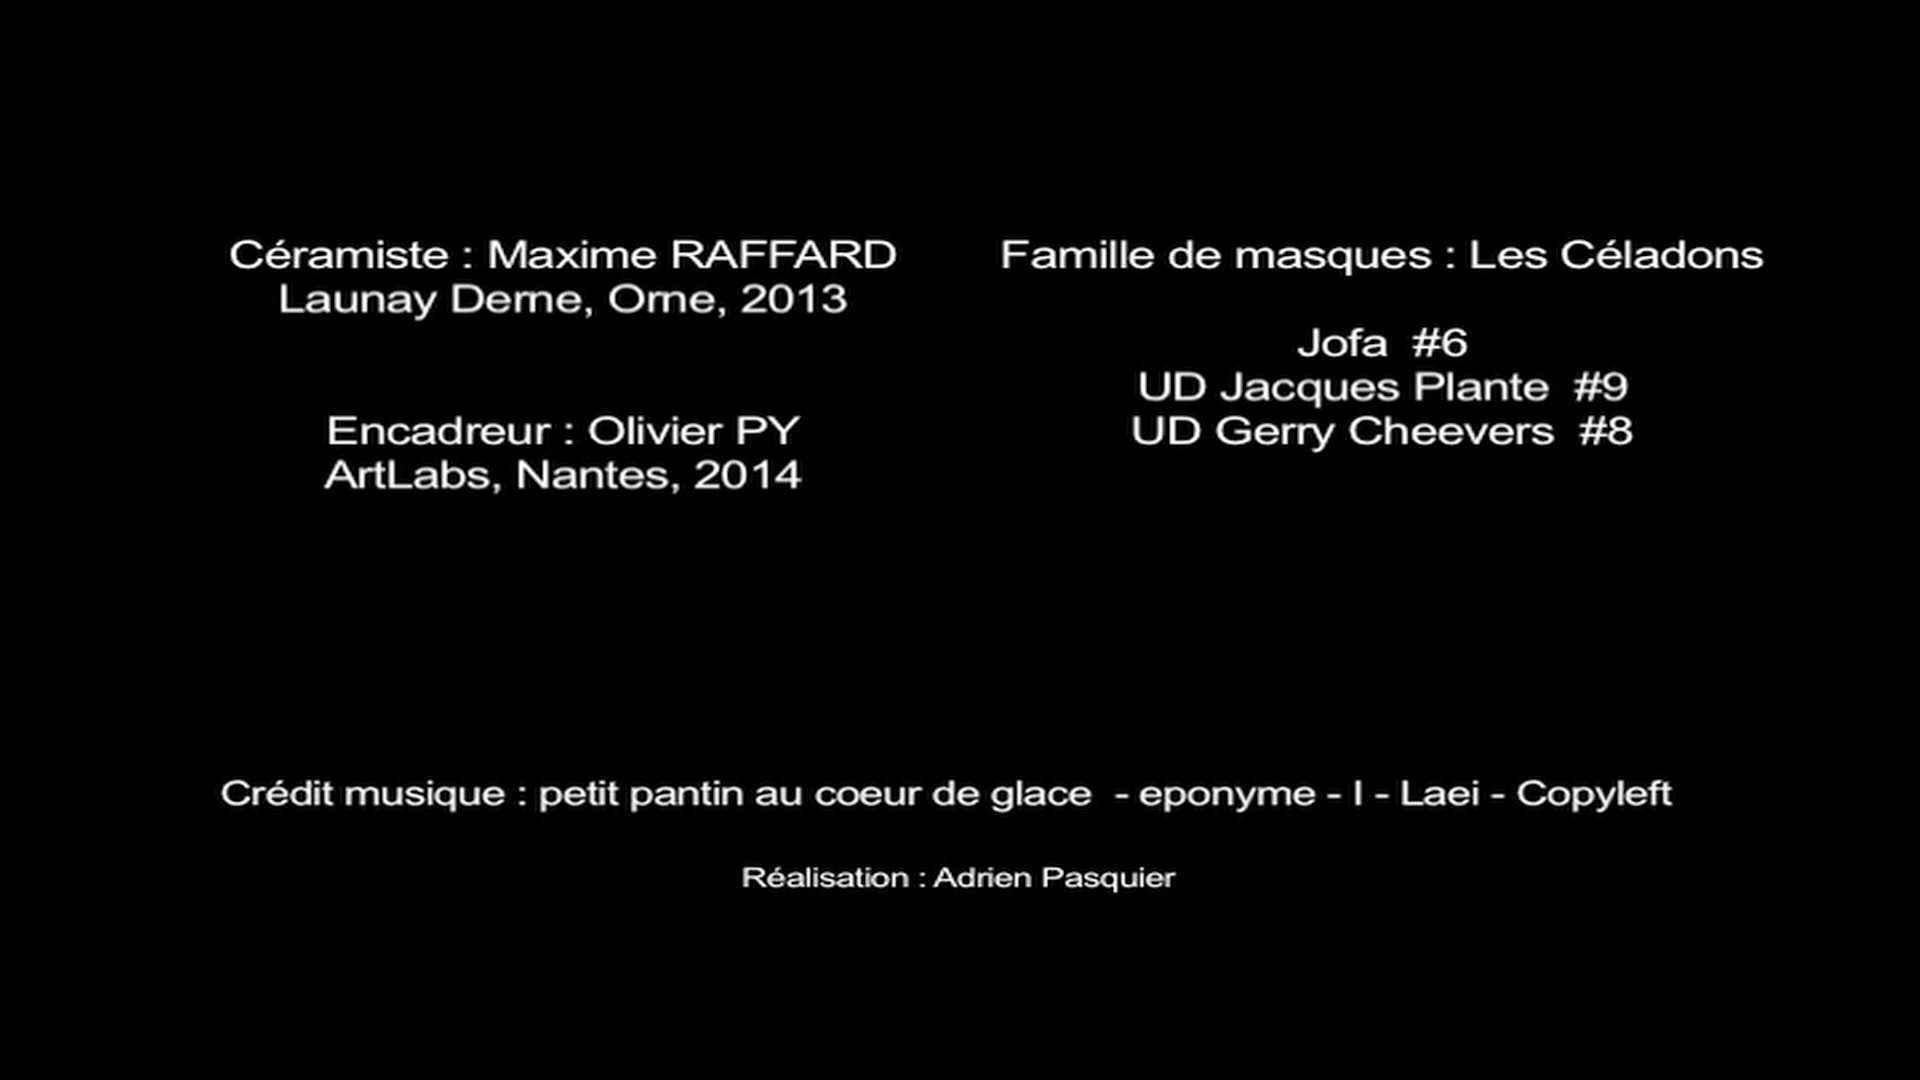 Céramiste : Maxime RAFFARD
Launay Derne, Orne, 2013
Encadreur : Olivier PY
ArtLabs, Nantes, 2014
Famille de masques : Les Céladons
Jofa #6
UD Jacques Plante #9
UD Gerry Cheevers #8
Crédit musique : petit pantin au coeur de glace - eponyme - I - Laei - Copyleft
Réalisation : Adrien Pasquier